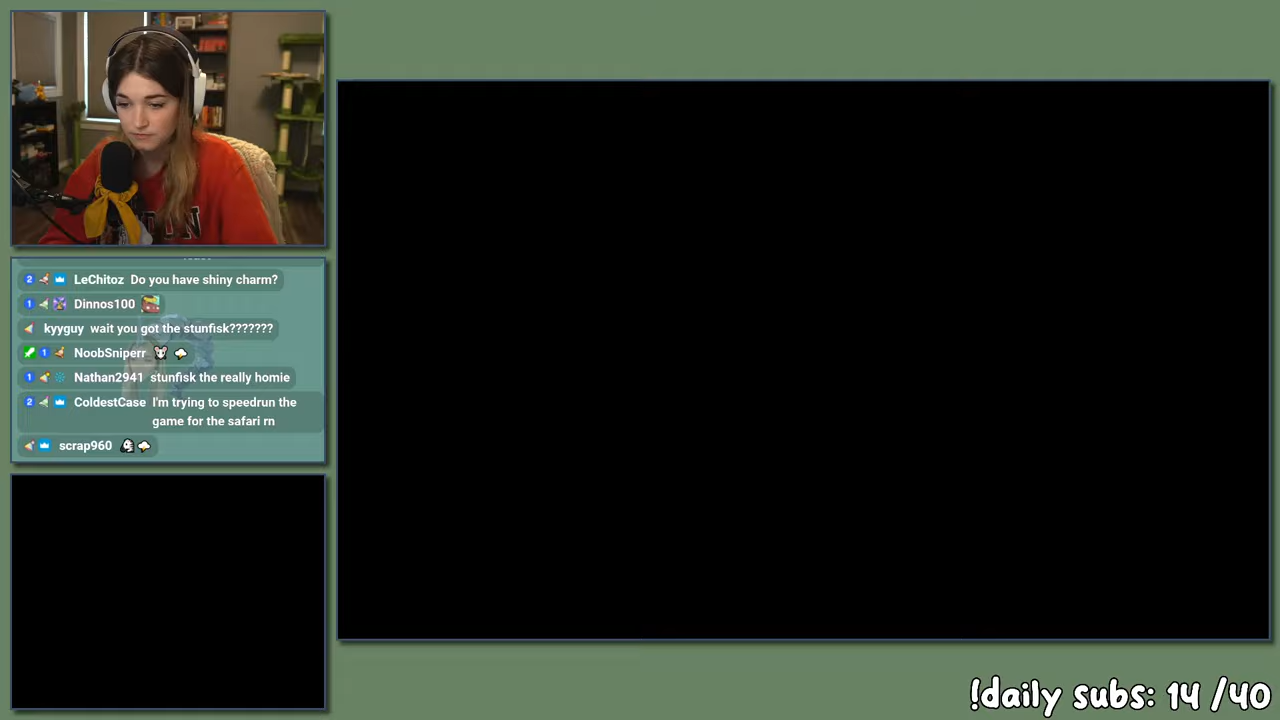 LeChitoz Do you have shiny charm?
Dinnos100
kyyguy wait you got the stunfisk???????
NoobSniperr
Nathan2941 stunfisk the really homie
ColdestCase I'm trying to speedrun the
game for the safari rn
scrap960
!daily subs: 14 /40